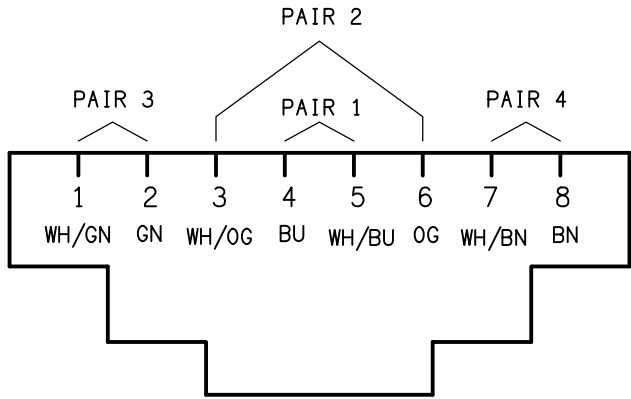 PAIR 2
PAIR 3 PAIR 1 PAIR 4
1 2 3 4 5 6 7 8
WH/GN GN WH/OG BU WH/BU OG WH/BN BN